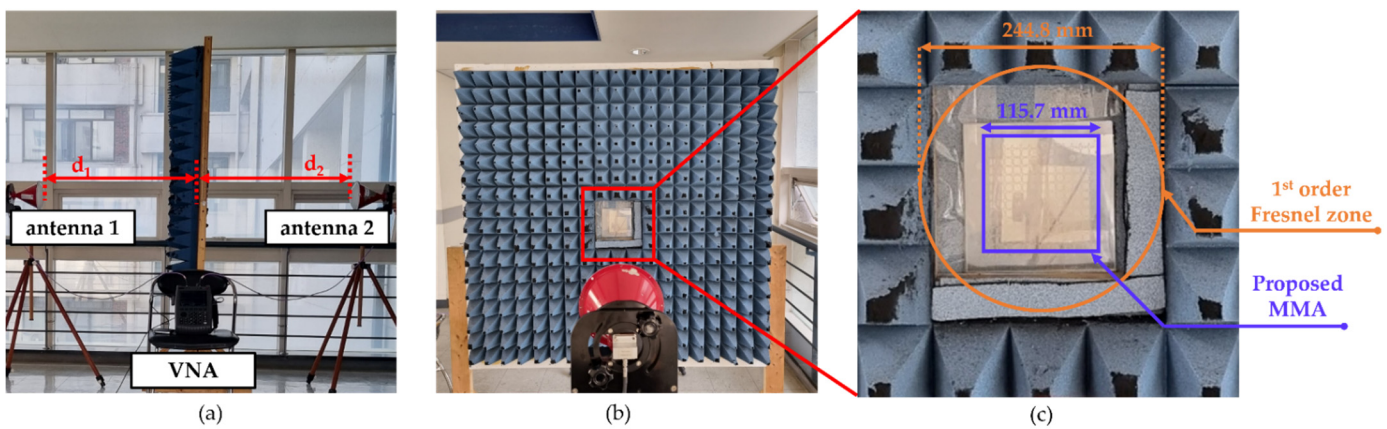 d1
d2
antenna 1
antenna 2
VNA
(a)
(b)
244.8 mm
115.7 mm
1st order
Fresnel zone
Proposed
MMA
(c)